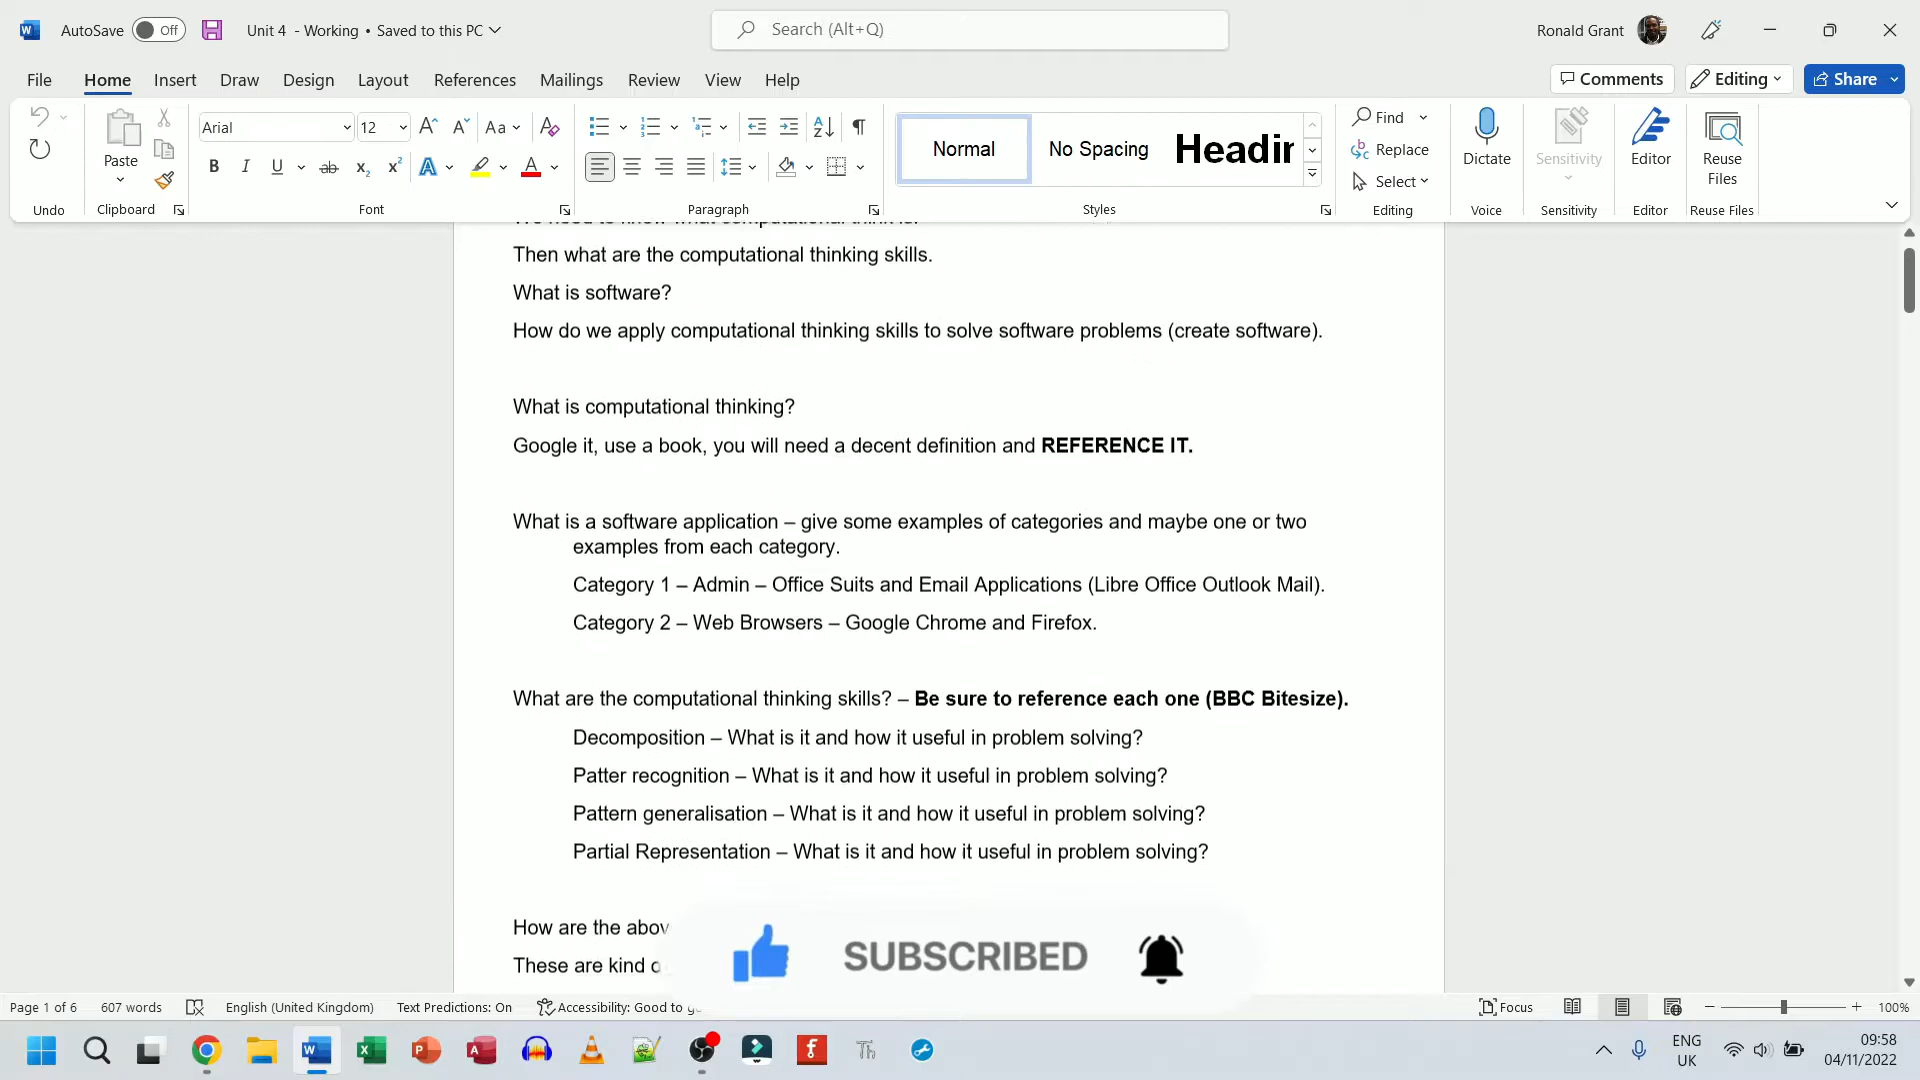 AutoSave Off Unit 4 - Working • Saved to this PC Search (Alt+Q) Ronald Grant
File Home Insert Draw Design Layout References Mailings Review View Help Comments Editing Share
Arial 12 Aa Normal No Spacing Headin Find
Paste Replace Dictate Sensitivity Editor Reuse Files
B I U ab x₂ x² A A Select
Undo Clipboard Font Paragraph Styles Editing Voice Sensitivity Editor Reuse Files
Then what are the computational thinking skills.
What is software?
How do we apply computational thinking skills to solve software problems (create software).
What is computational thinking?
Google it, use a book, you will need a decent definition and REFERENCE IT.
What is a software application – give some examples of categories and maybe one or two
examples from each category.
Category 1 – Admin – Office Suits and Email Applications (Libre Office Outlook Mail).
Category 2 – Web Browsers – Google Chrome and Firefox.
What are the computational thinking skills? – Be sure to reference each one (BBC Bitesize).
Decomposition – What is it and how it useful in problem solving?
Patter recognition – What is it and how it useful in problem solving?
Pattern generalisation – What is it and how it useful in problem solving?
Partial Representation – What is it and how it useful in problem solving?
How are the
These are kind
SUBSCRIBED
Page 1 of 6 607 words English (United Kingdom) Text Predictions: On Accessibility: Good to Focus 100%
ENG 09:58
UK 04/11/2022